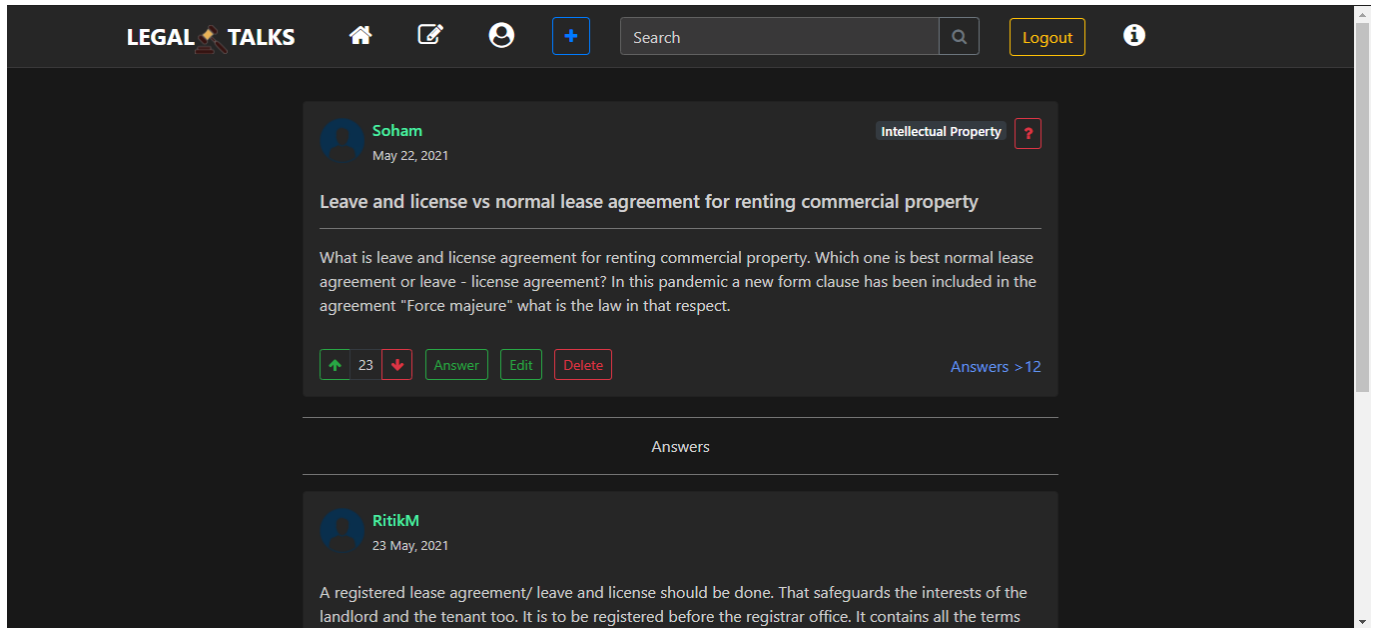 LEGAL TALKS
Search
Logout
Soham
May 22, 2021
Intellectual Property
?
Leave and license vs normal lease agreement for renting commercial property
What is leave and license agreement for renting commercial property. Which one is best normal lease
agreement or leave - license agreement? In this pandemic a new form clause has been included in the
agreement "Force majeure" what is the law in that respect.
23
Answer
Edit
Delete
Answers >12
Answers
RitikM
23 May, 2021
A registered lease agreement/ leave and license should be done. That safeguards the interests of the
landlord and the tenant too. It is to be registered before the registrar office. It contains all the terms